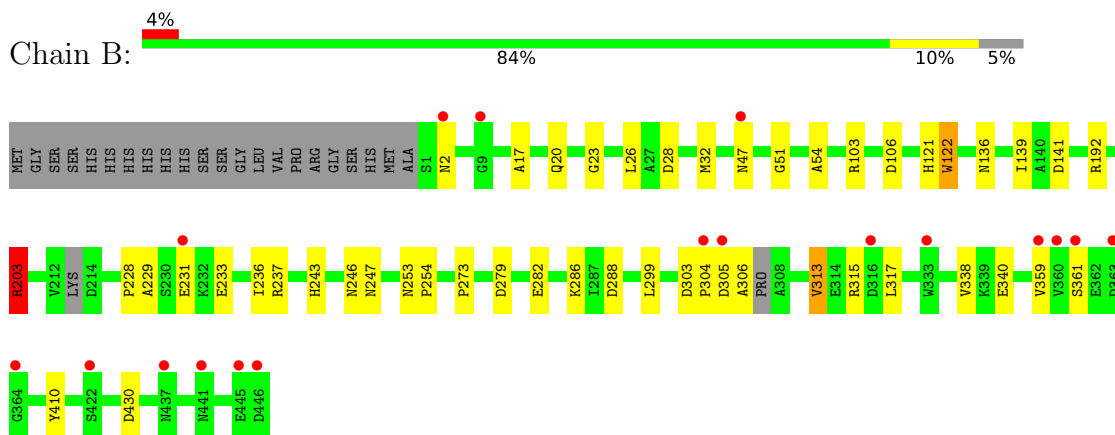 4%
Chain B:
84% 10% 5%
MET GLY SER SER HIS HIS HIS HIS HIS HIS SER SER GLY LEU VAL PRO ARG GLY SER HIS MET ALA S1 N2 G9 A17 Q20 G23 L26 A27 D28 M32 N47 G51 A54 R103 D106 H121 W122 N136 I139 A140 D141 R192
R203 V212 LYS D214 P228 A229 S230 E231 K232 E233 I236 R237 H243 N246 N247 N253 P254 P273 D279 E282 K286 I287 D288 L299 D303 P304 D305 A306 PRO A308 V313 E314 R315 D316 L317 W333 V338 K339 E340 V359 V360 S361 E362 D363
G364 Y410 S422 D430 N437 N441 E445 D446